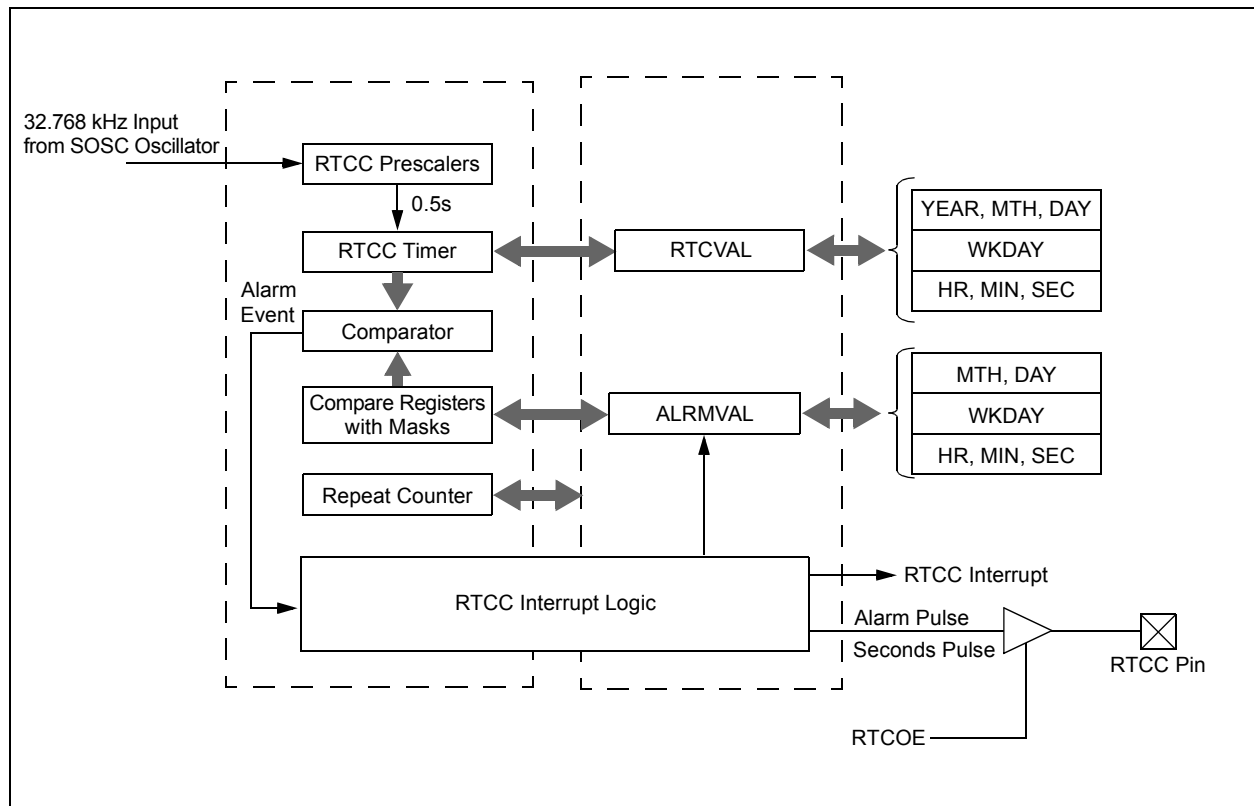 32.768 kHz Input
from SOSC Oscillator
RTCC Prescalers
0.5s
RTCC Timer
RTCVAL
YEAR, MTH, DAY
WKDAY
HR, MIN, SEC
Alarm
Event
Comparator
Compare Registers
with Masks
ALRMVAL
MTH, DAY
WKDAY
HR, MIN, SEC
Repeat Counter
RTCC Interrupt Logic
RTCC Interrupt
Alarm Pulse
Seconds Pulse
RTCC Pin
RTCOE